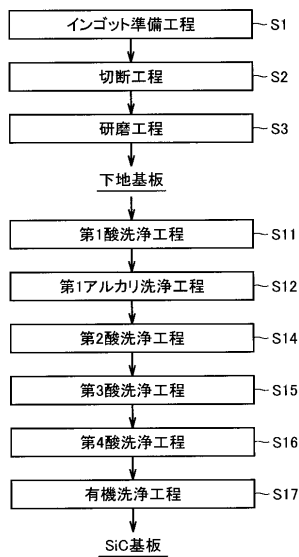 インゴット準備工程 S1
切断工程 S2
研磨工程 S3
下地基板
第1酸洗浄工程 S11
第1アルカリ洗浄工程 S12
第2酸洗浄工程 S14
第3酸洗浄工程 S15
第4酸洗浄工程 S16
有機洗浄工程 S17
SiC基板